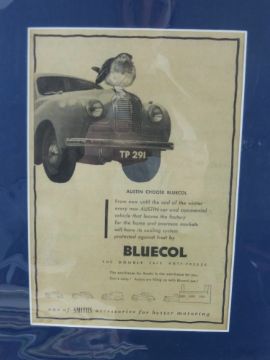 TP 291
AUSTIN CHOOSE BLUECOL
From now until the end of the winter
every new AUSTIN car and commercial
vehicle that leaves the factory
for the home and overseas markets
will have its cooling system
protected against frost by
BLUECOL
THE DOUBLE SAFE ANTI-FREEZE
one of SMITHS accessories for better motoring